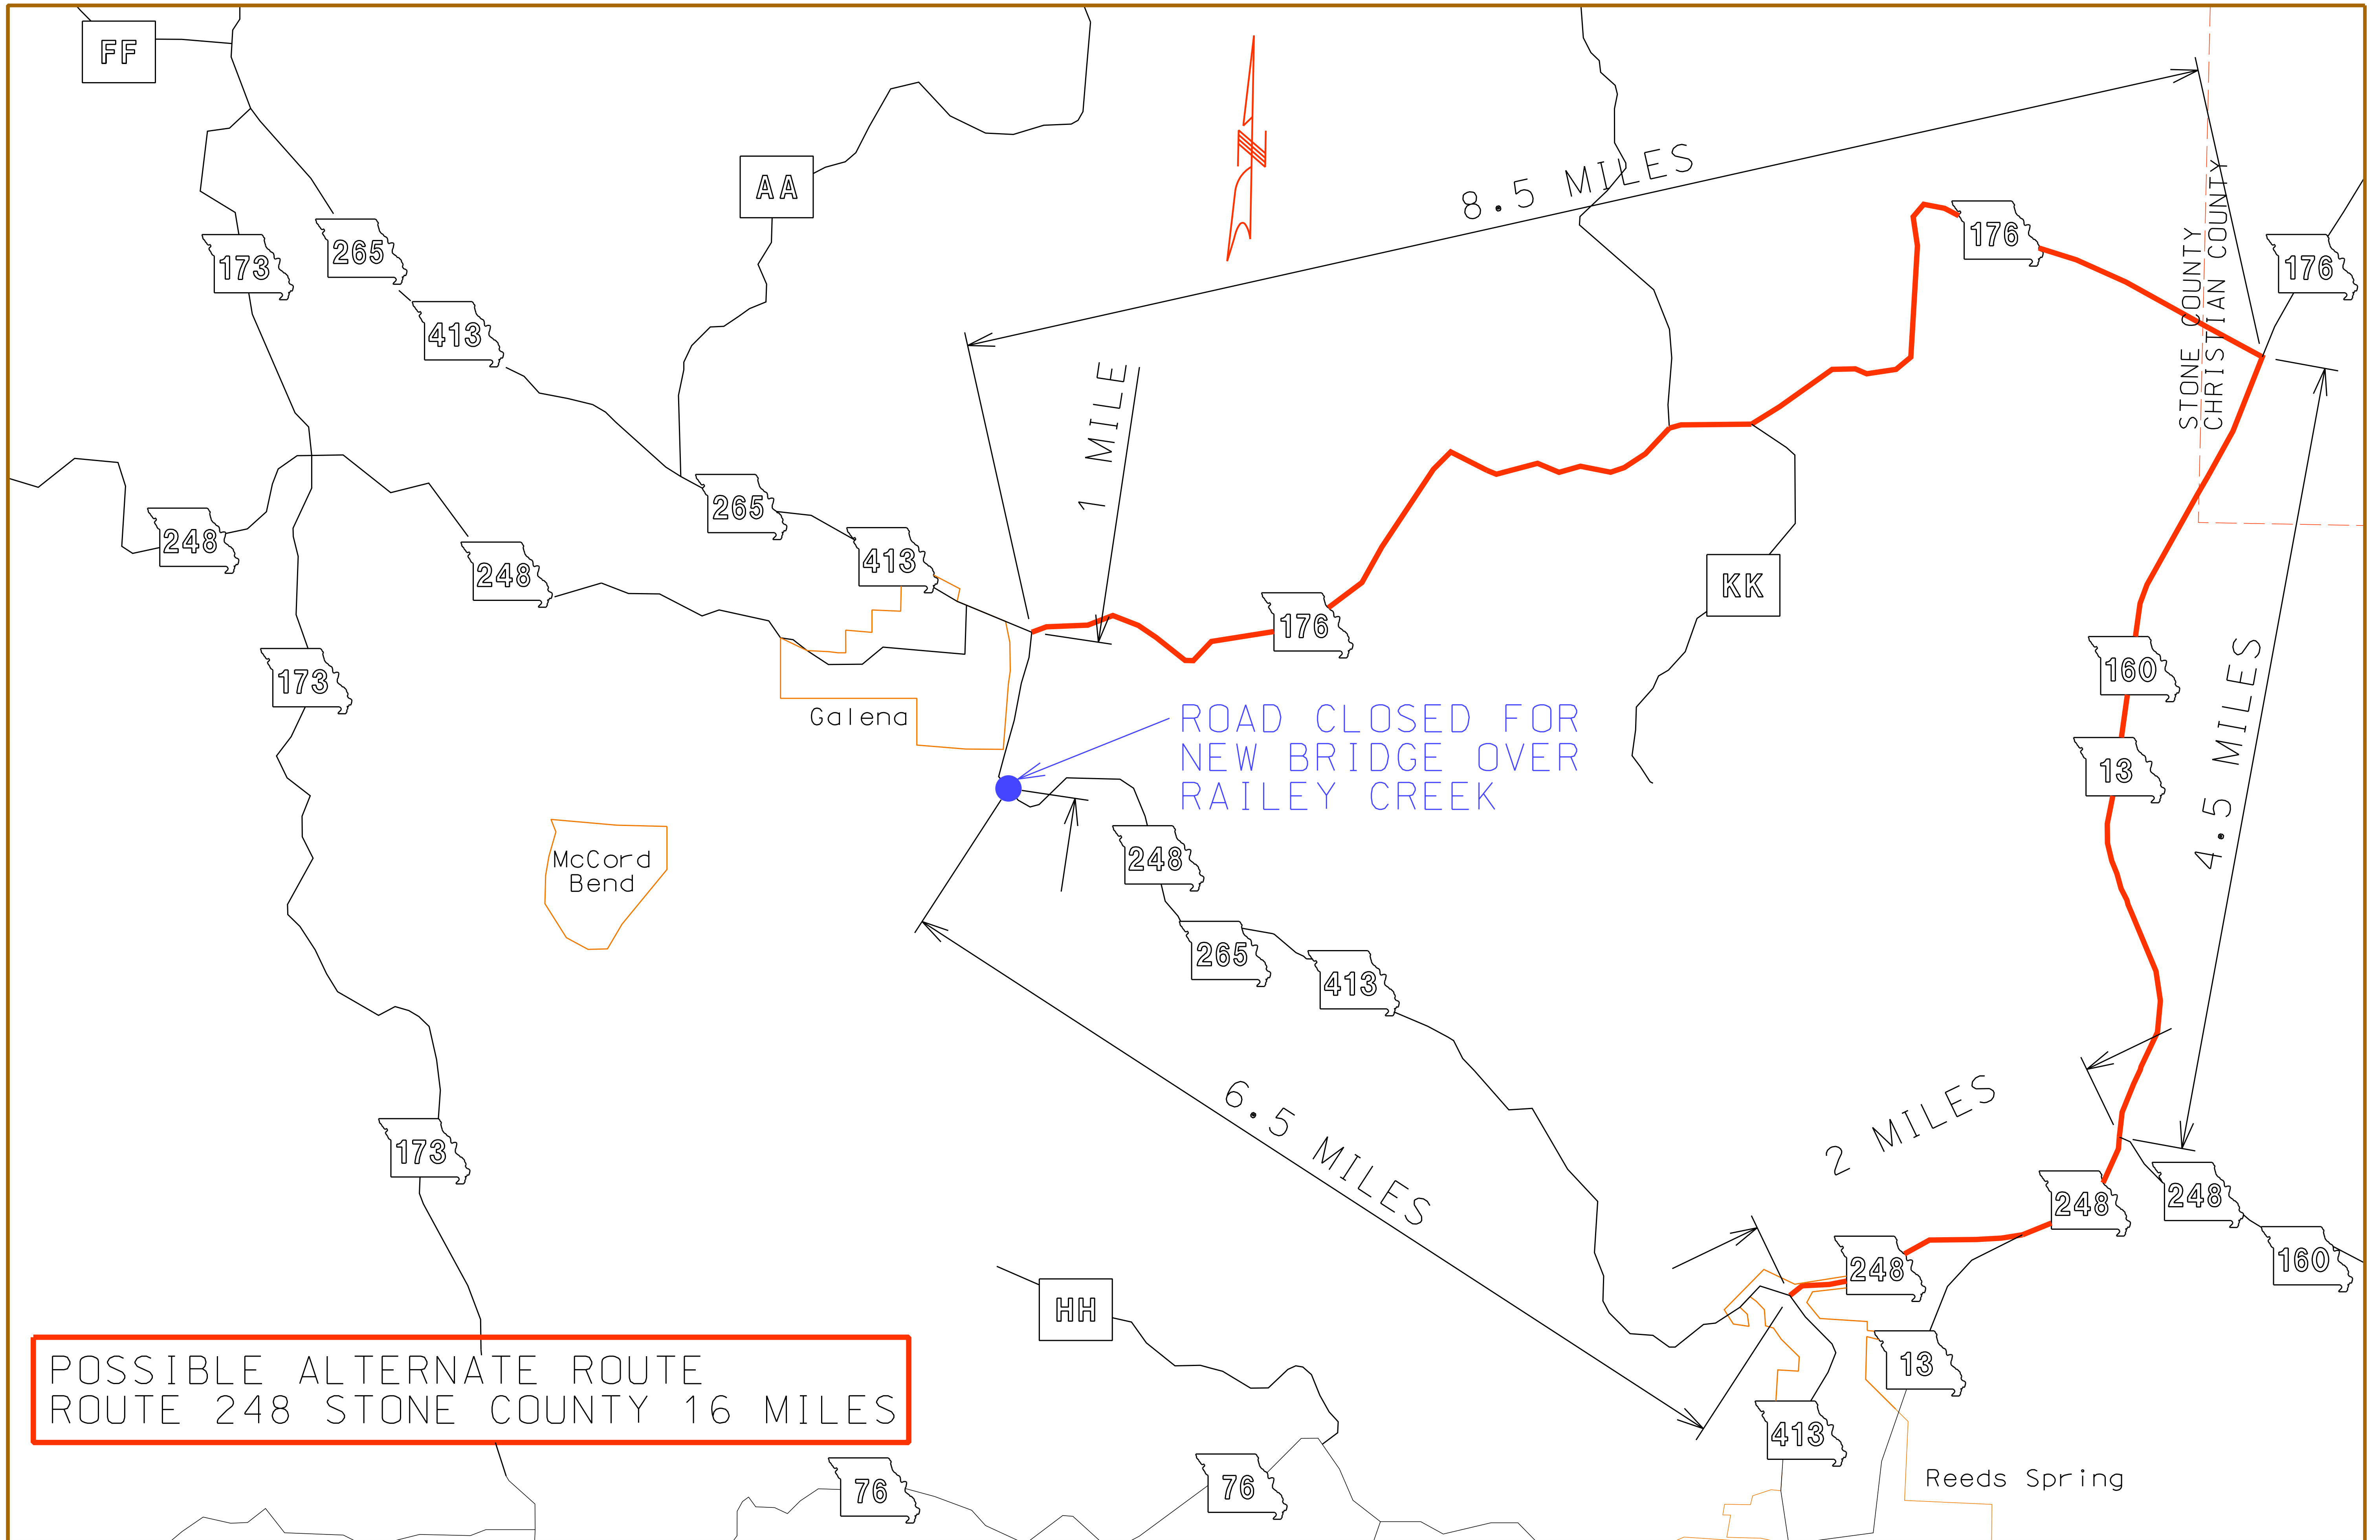 FF
AA
N
8.5 MILES
176
STONE COUNTY
CHRISTIAN COUNTY
176
173
265
413
1 MILE
248
248
265
413
176
KK
160
13
4.5 MILES
173
Galena
ROAD CLOSED FOR
NEW BRIDGE OVER
RAILEY CREEK
McCord
Bend
248
265
413
6.5 MILES
2 MILES
173
248
248
248
160
HH
13
413
POSSIBLE ALTERNATE ROUTE
ROUTE 248 STONE COUNTY 16 MILES
76
76
Reeds Spring